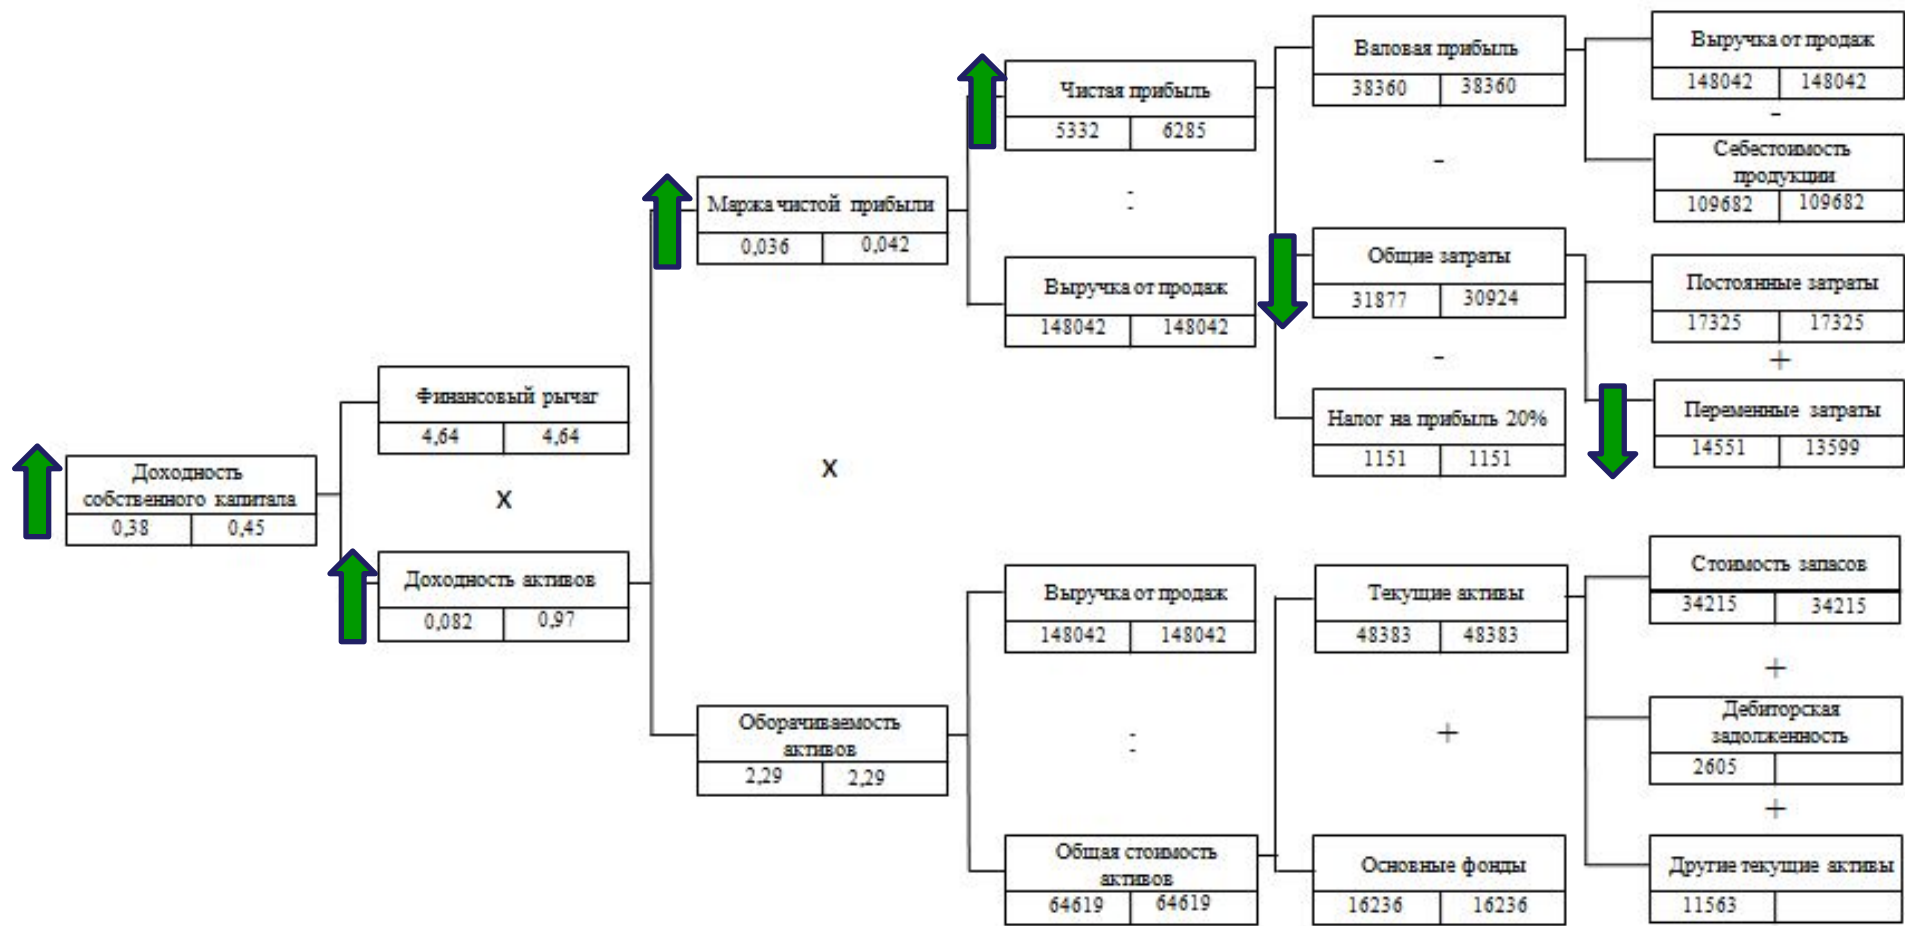 Доходность
собственного капитала
0,38 0,45
Финансовый рычаг
4,64 4,64
X
Доходность активов
0,082 0,97
Маржа чистой прибыли
0,036 0,042
X
Оборачиваемость
активов
2,29 2,29
Чистая прибыль
5332 6285
:
Выручка от продаж
148042 148042
Выручка от продаж
148042 148042
:
Общая стоимость
активов
64619 64619
Валовая прибыль
38360 38360
-
Общие затраты
31877 30924
-
Налог на прибыль 20%
1151 1151
Текущие активы
48383 48383
+
Основные фонды
16236 16236
Выручка от продаж
148042 148042
-
Себестоимость
продукции
109682 109682
Постоянные затраты
17325 17325
+
Переменные затраты
14551 13599
Стоимость запасов
34215 34215
+
Дебиторская
задолженность
2605
+
Другие текущие активы
11563